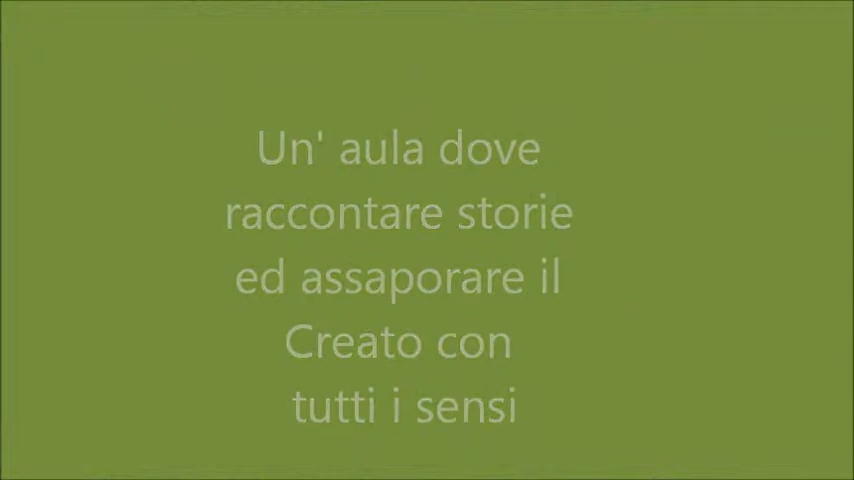 Un' aula dove
raccontare storie
ed assaporare il
Creato con
tutti i sensi